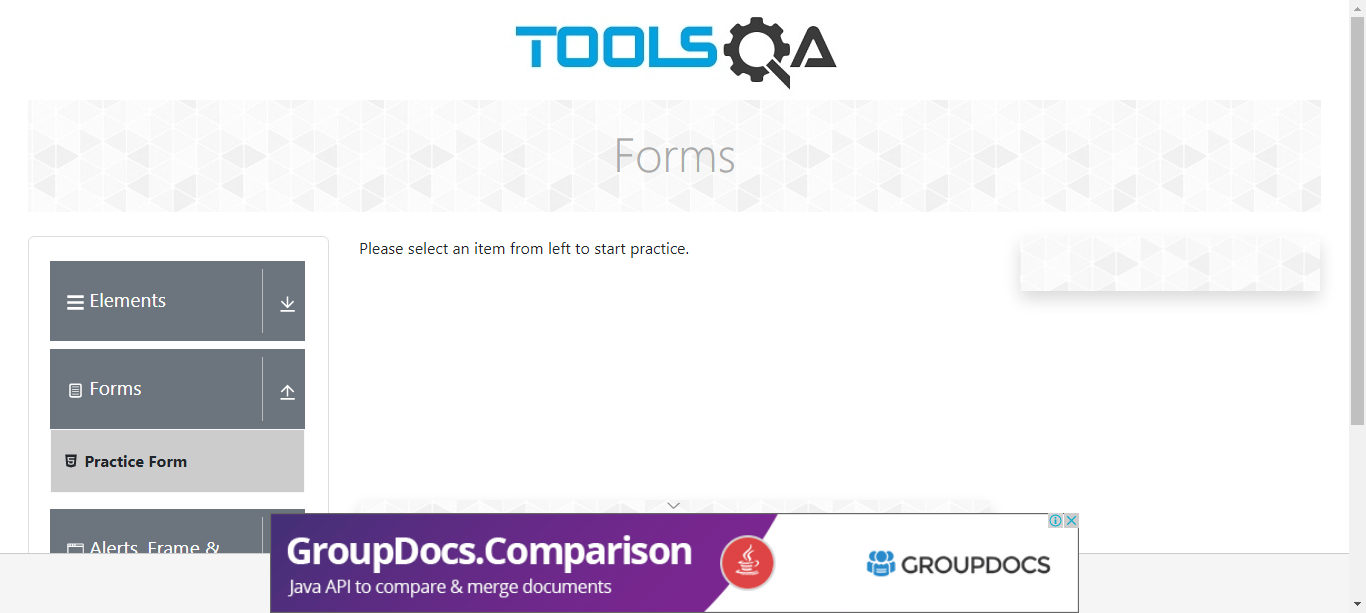 TOOLSQA
Forms
Elements
Please select an item from left to start practice.
Forms
Practice Form
Alerts, Frame &
GroupDocs.Comparison
Java API to compare & merge documents
GROUPDOCS